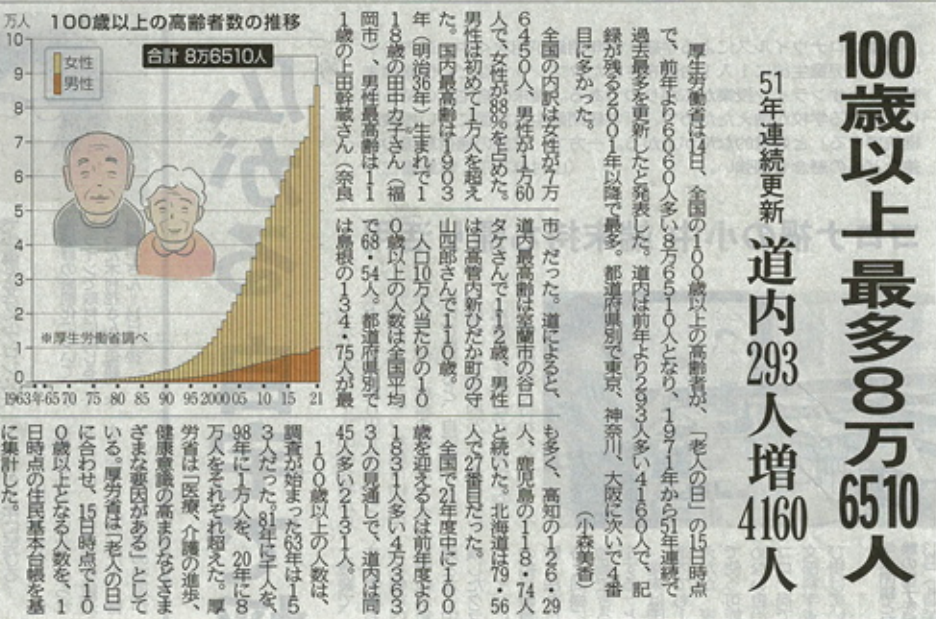 100歳以上 最多8万6510人
51年連続更新 道内293人増4160人
厚生労働省は14日、全国の100歳以上の高齢者が、「老人の日」の15日時点
で、前年より6060人多い8万6510人となり、1971年から51年連続で
過去最多を更新したと発表した。道内は前年より293人多い4160人で、記
録が残る2001年以降で最多。都道府県別で東京、神奈川、大阪に次いで4番
目に多かった。
(小森美香)
全国の内訳は女性が7万
6450人、男性が1万60
人で、女性が88%を占めた。
男性は初めて1万人を超え
た。国内最高齢は1903
年(明治36年)生まれで1
18歳の田中カ子さん(福
岡市)、男性最高齢は11
1歳の上田幹蔵さん(奈良
市)だった。道によると、
道内最高齢は室蘭市の谷口
タケさんで112歳、男性
は日高管内新ひだか町の守
山四郎さんで110歳。
人口10万人当たりの10
0歳以上の人数は全国平均
で68・54人。都道府県別で
は島根の134・75人が最
も多く、高知の126・29
人、鹿児島の118・74人
と続いた。北海道は79・56
人で27番目だった。
全国で21年度中に100
歳を迎える人は前年度より
1831人多い4万363
3人の見通しで、道内は同
45人多い2131人。
100歳以上の人数は、
調査が始まった63年は15
3人だった。81年に千人を、
98年に1万人を、20年に8
万人をそれぞれ超えた。厚
労省は「医療、介護の進歩、
健康意識の高まりなどさま
ざまな要因がある」として
いる。厚労省は「老人の日」
に合わせ、15日時点で10
0歳以上となる人数を、1
日時点の住民基本台帳を基
に集計した。
万人 100歳以上の高齢者数の推移
合計 8万6510人
女性
男性
10
9
8
7
6
5
4
3
2
1
0
※厚生労働省調べ
1963年65 70 75 80 85 90 95 2000 05 10 15 21